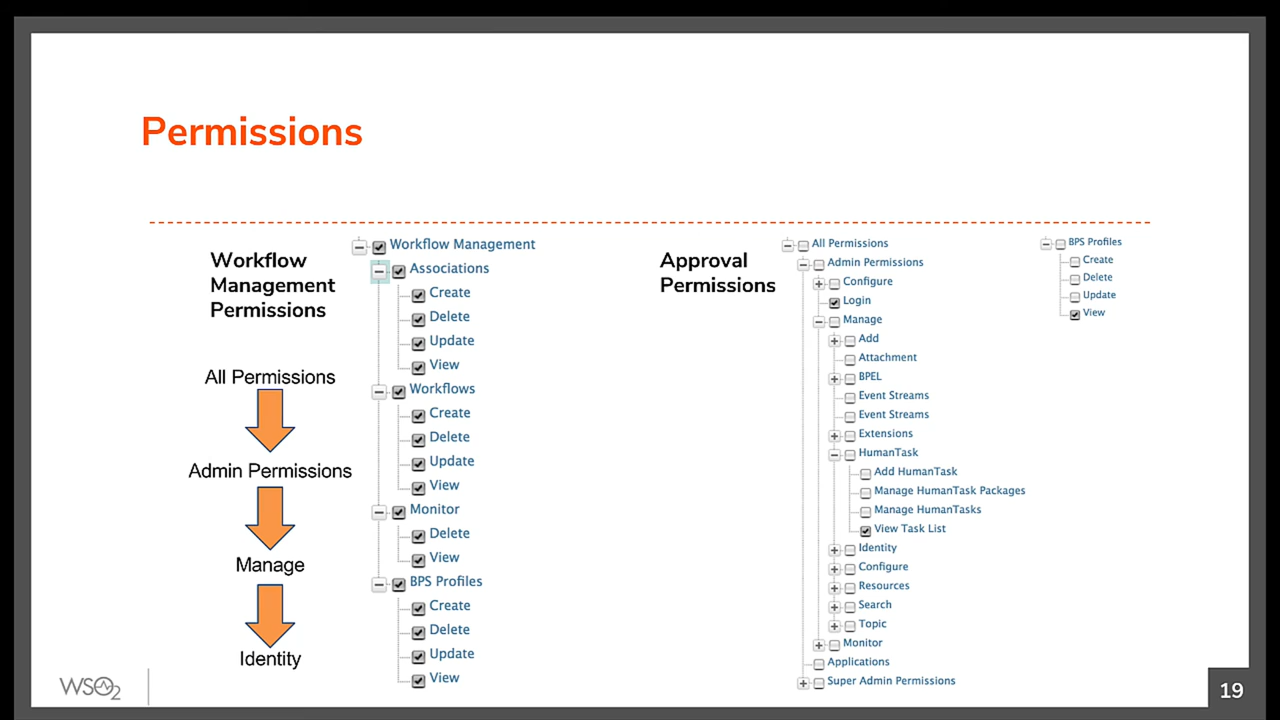 Permissions
Workflow
Management
Permissions
All Permissions
Admin Permissions
Manage
Identity
Workflow Management
Associations
Create
Delete
Update
View
Workflows
Create
Delete
Update
View
Monitor
Delete
View
BPS Profiles
Create
Delete
Update
View
Approval
Permissions
All Permissions
Admin Permissions
Configure
Login
Manage
Add
Attachment
BPEL
Event Streams
Event Streams
Extensions
HumanTask
Add HumanTask
Manage HumanTask Packages
Manage HumanTasks
View Task List
Identity
Configure
Resources
Search
Topic
Monitor
Applications
Super Admin Permissions
BPS Profiles
Create
Delete
Update
View
WSO2
19